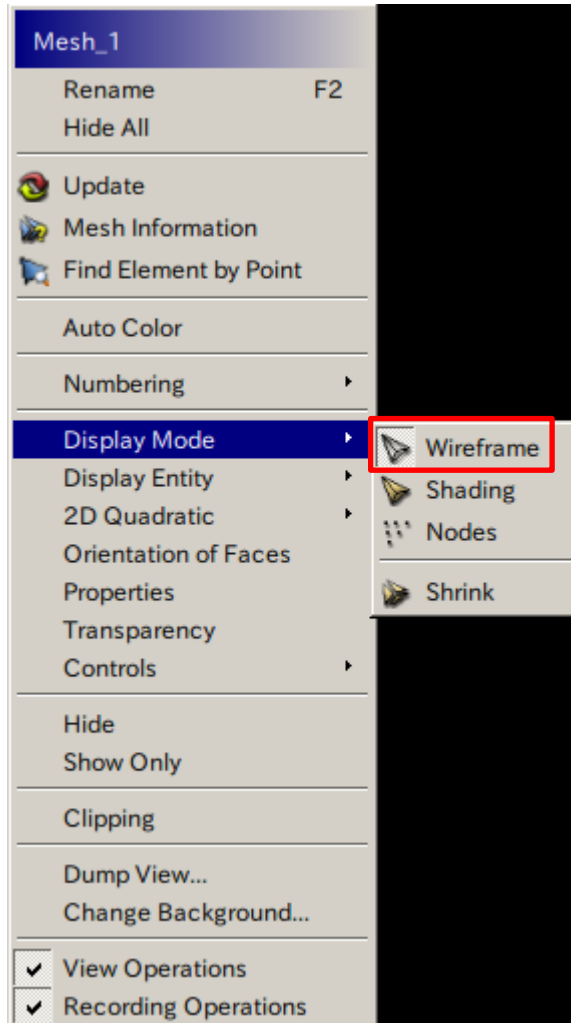 Mesh_1
Rename F2
Hide All
Update
Mesh Information
Find Element by Point
Auto Color
Numbering
Display Mode
Display Entity
2D Quadratic
Orientation of Faces
Properties
Transparency
Controls
Hide
Show Only
Clipping
Dump View...
Change Background...
View Operations
Recording Operations
Wireframe
Shading
Nodes
Shrink